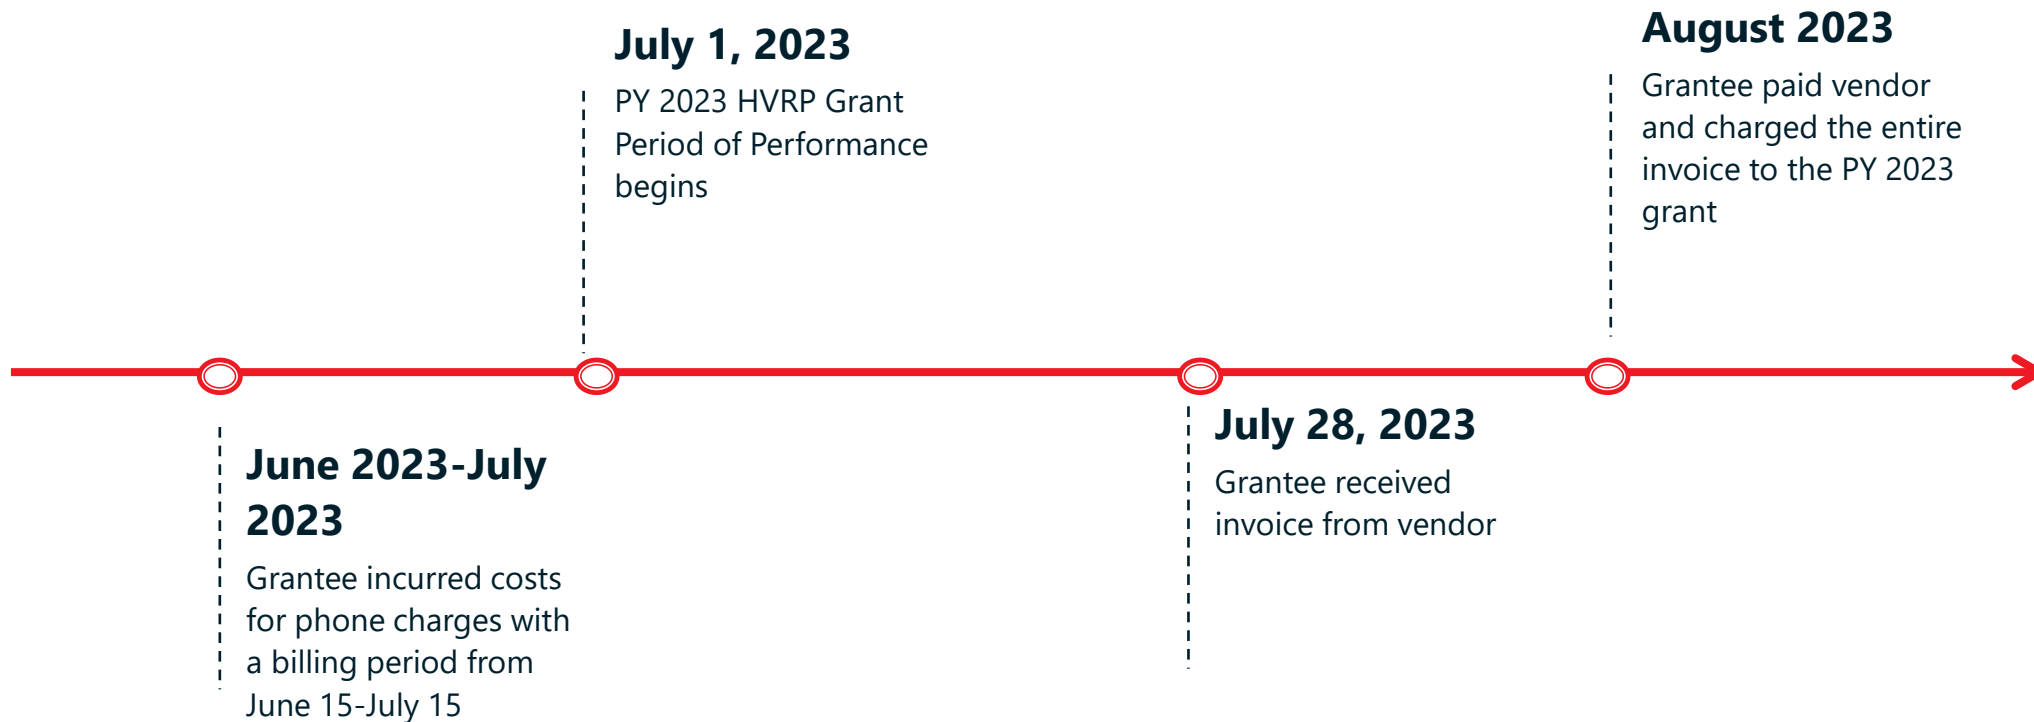 June 2023-July
2023
Grantee incurred costs
for phone charges with
a billing period from
June 15-July 15
July 1, 2023
PY 2023 HVRP Grant
Period of Performance
begins
July 28, 2023
Grantee received
invoice from vendor
August 2023
Grantee paid vendor
and charged the entire
invoice to the PY 2023
grant